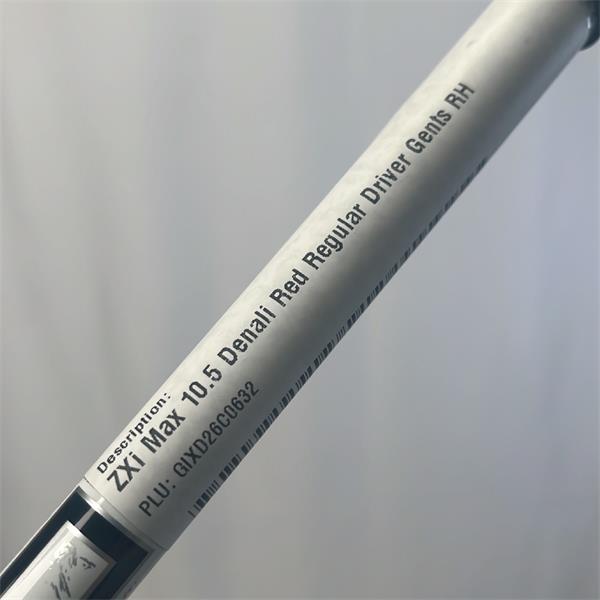 Description:
ZXi Max 10.5 Denali Red Regular Driver Gents RH
PLU: GIXD26C0632